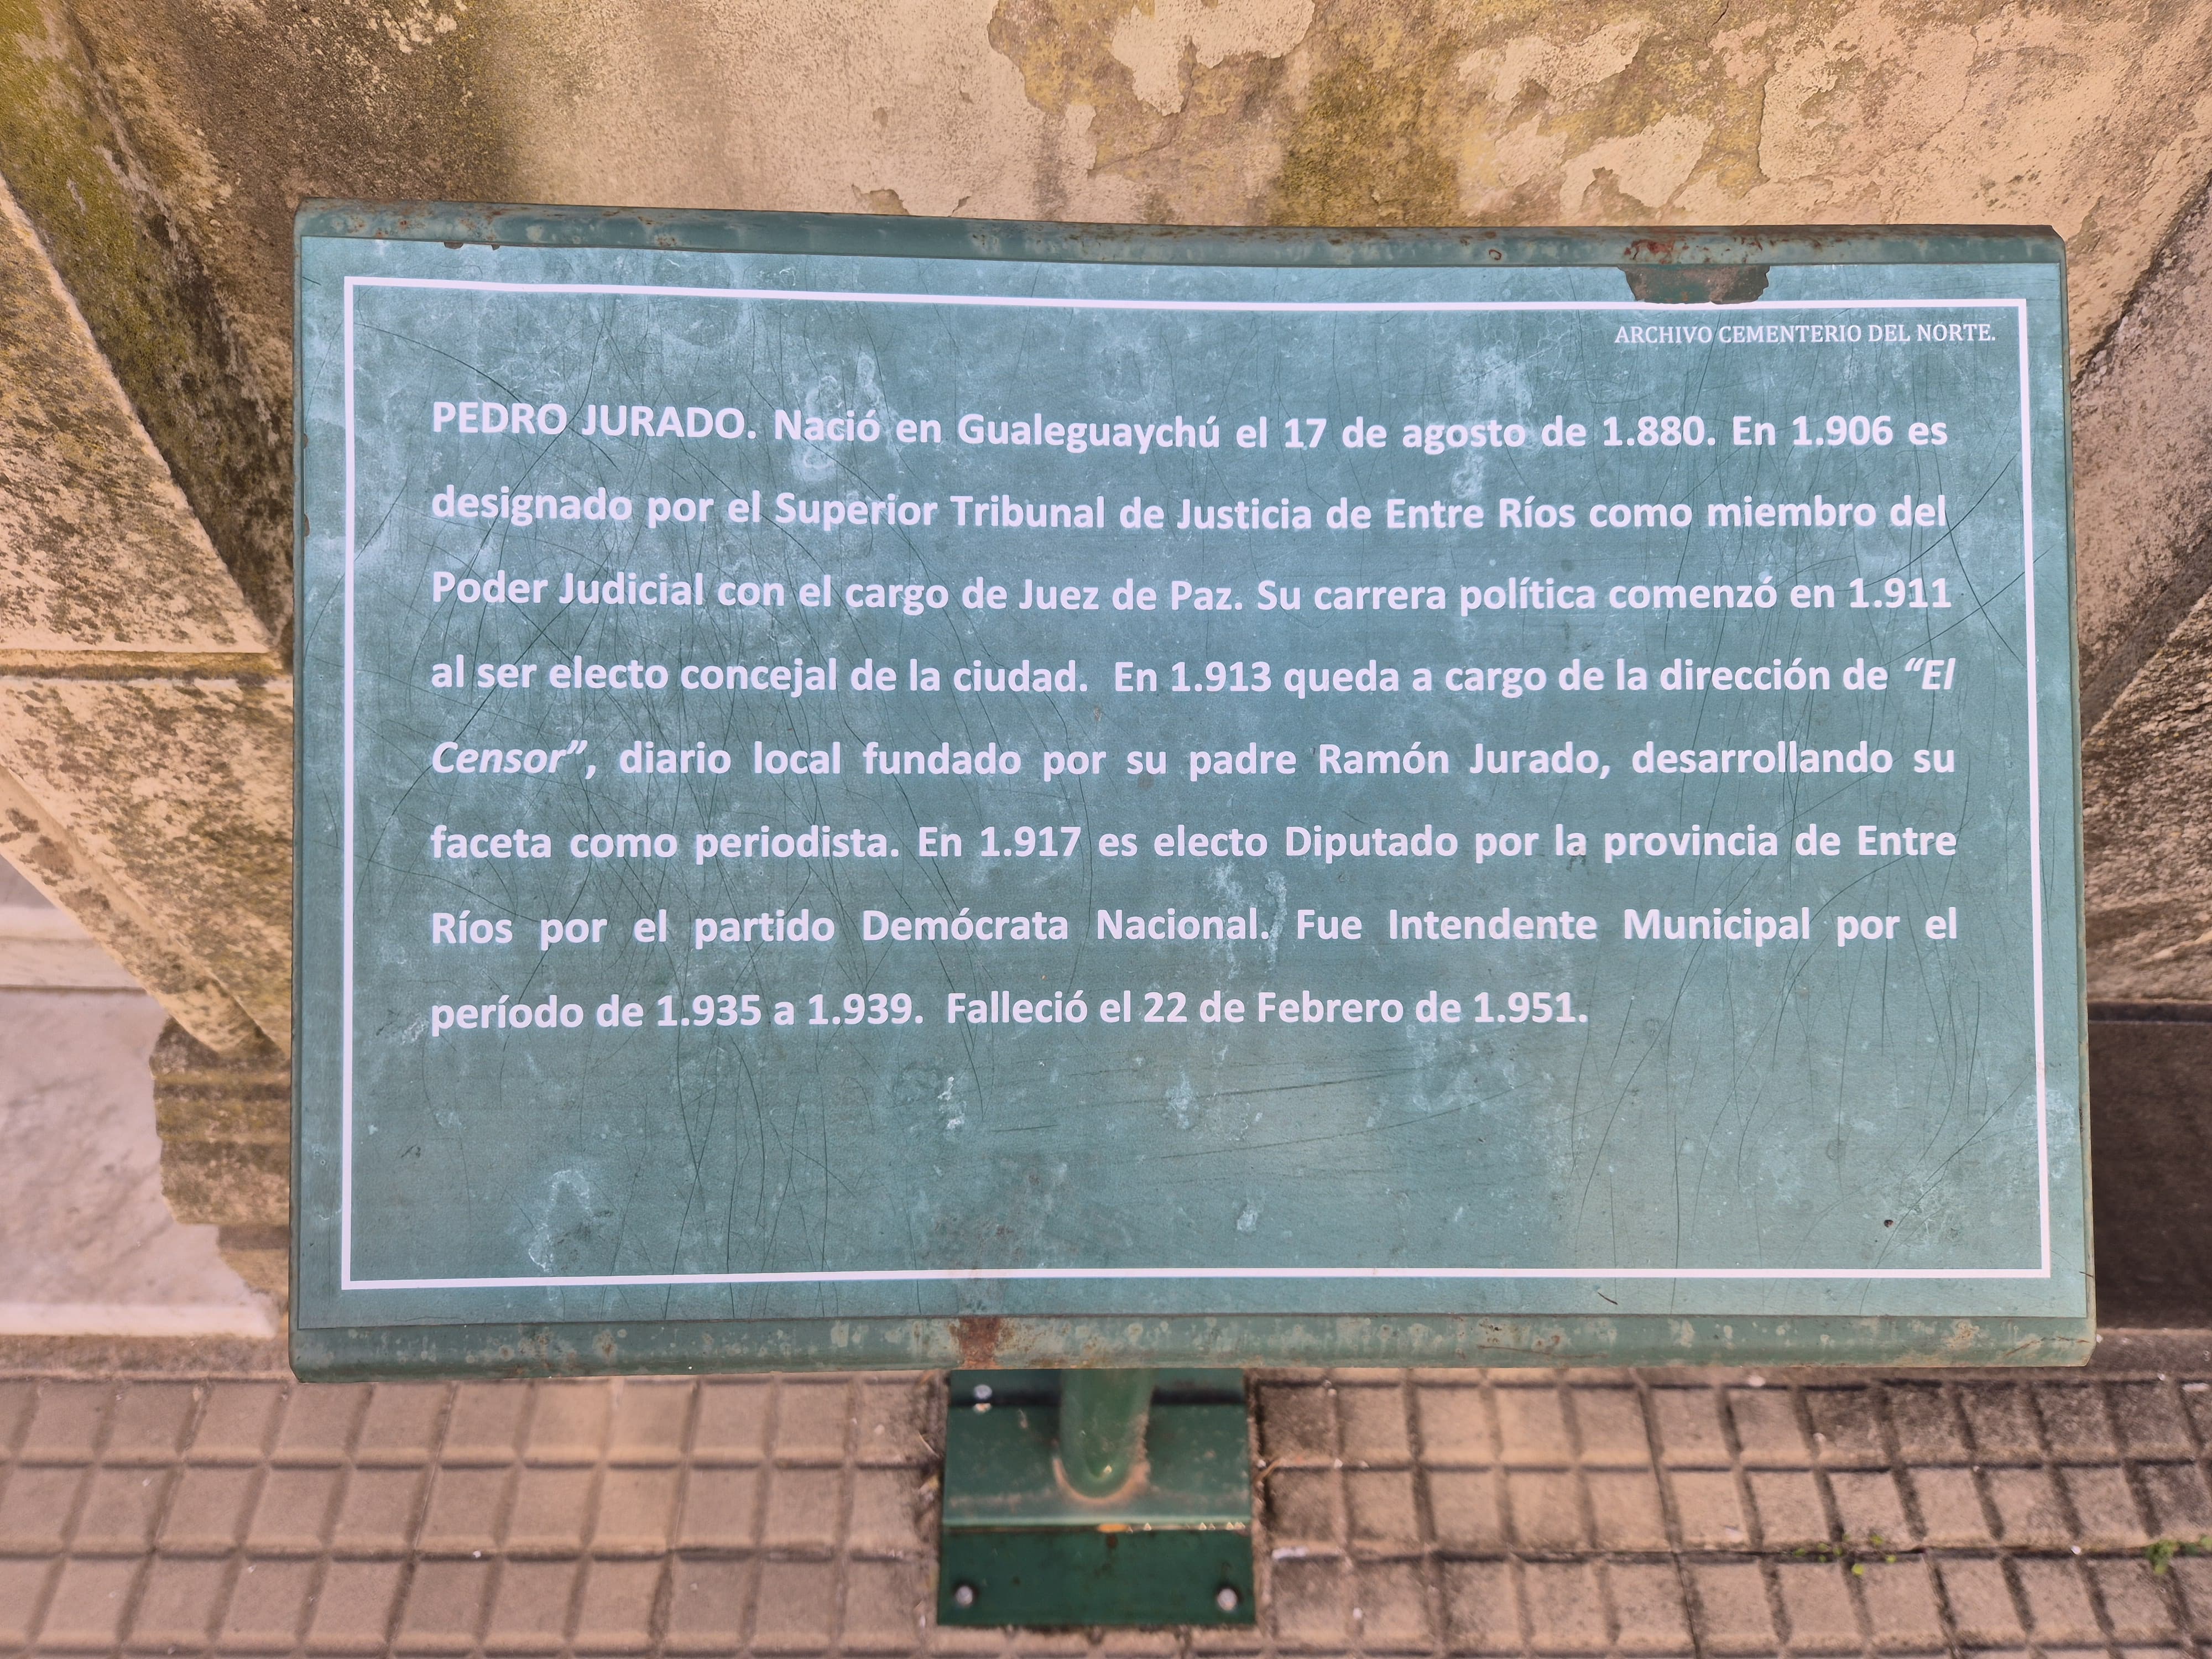 ARCHIVO CEMENTERIO DEL NORTE.
PEDRO JURADO. Nació en Gualeguaychú el 17 de agosto de 1.880. En 1.906 es
designado por el Superior Tribunal de Justicia de Entre Ríos como miembro del
Poder Judicial con el cargo de Juez de Paz. Su carrera política comenzó en 1.911
al ser electo concejal de la ciudad.  En 1.913 queda a cargo de la dirección de “El
Censor”, diario local fundado por su padre Ramón Jurado, desarrollando su
faceta como periodista. En 1.917 es electo Diputado por la provincia de Entre
Ríos por el partido Demócrata Nacional. Fue Intendente Municipal por el
período de 1.935 a 1.939.  Falleció el 22 de Febrero de 1.951.